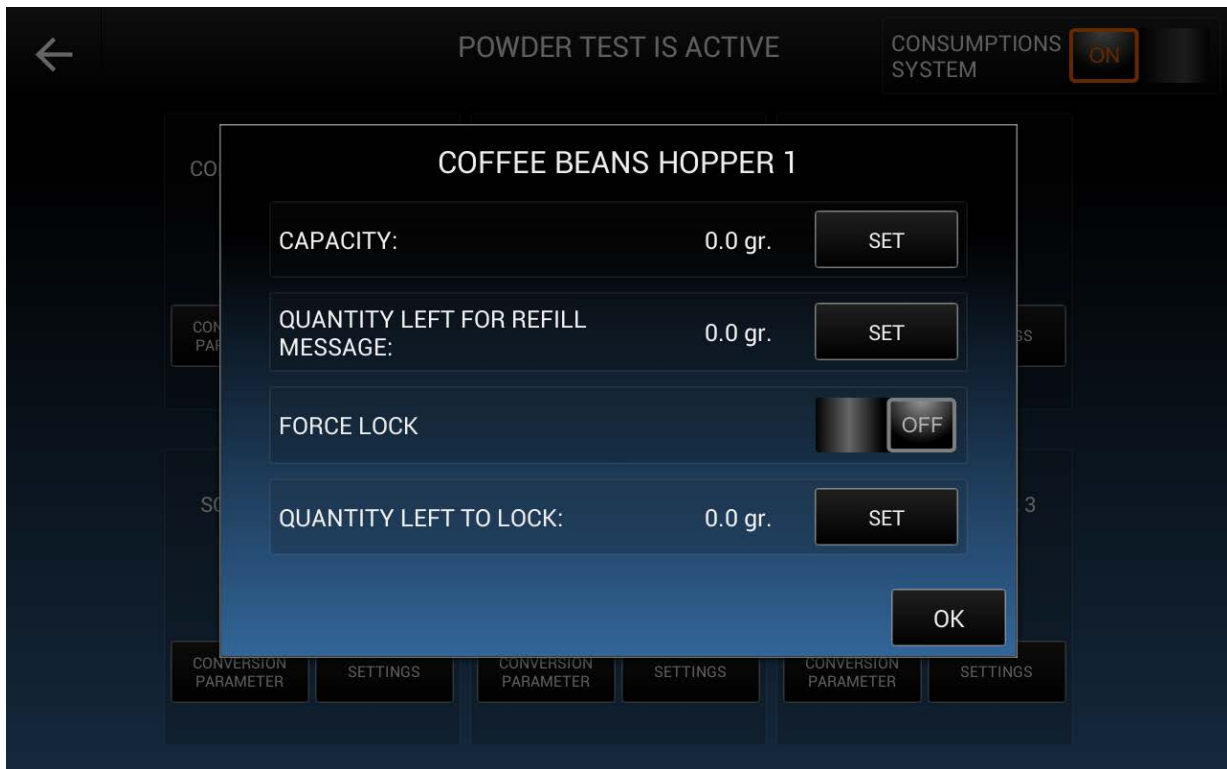 POWDER TEST IS ACTIVE
CONSUMPTIONS
SYSTEM
ON
COFFEE BEANS HOPPER 1
CAPACITY:
0.0 gr.
SET
QUANTITY LEFT FOR REFILL
MESSAGE:
0.0 gr.
SET
FORCE LOCK
OFF
QUANTITY LEFT TO LOCK:
0.0 gr.
SET
3
OK
CONVERSION
PARAMETER
SETTINGS
CONVERSION
PARAMETER
SETTINGS
CONVERSION
PARAMETER
SETTINGS